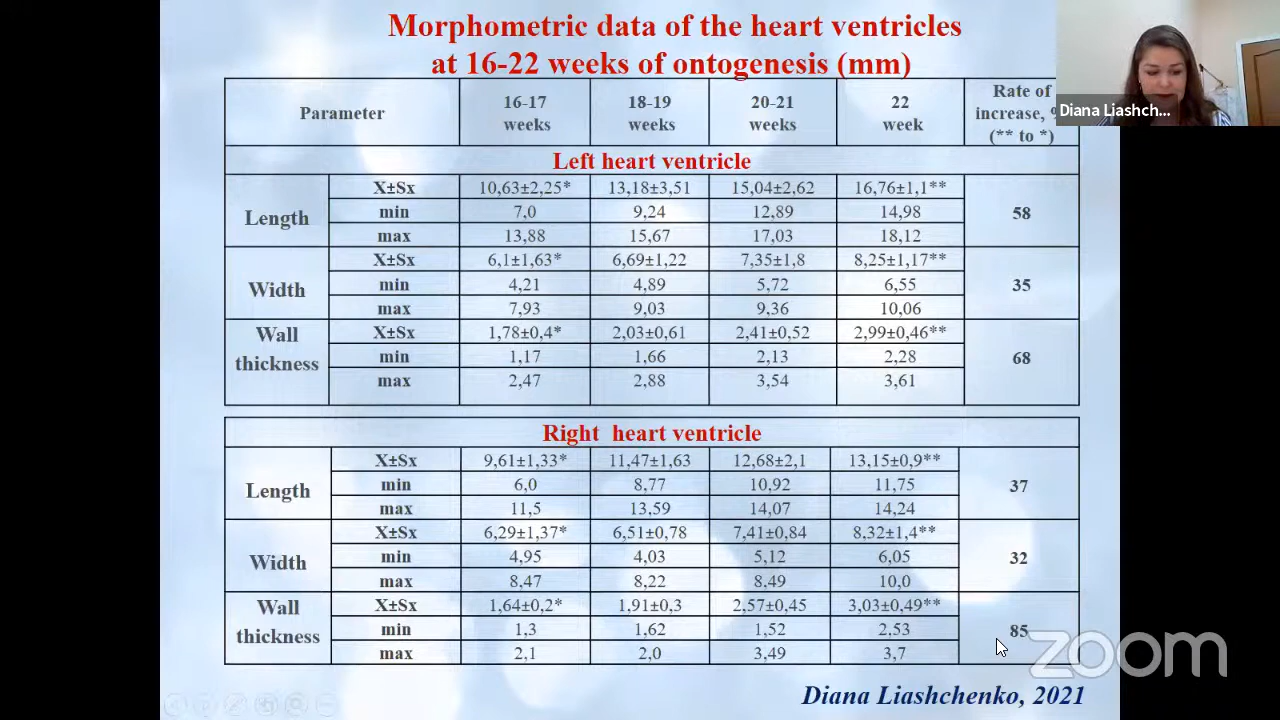 Morphometric data of the heart ventricles
at 16-22 weeks of ontogenesis (mm)
Parameter 16-17 weeks 18-19 weeks 20-21 weeks 22 week Rate of increase, (** to *)
Left heart ventricle
Length X±Sx 10,63±2,25* 13,18±3,51 15,04±2,62 16,76±1,1** 58
min 7,0 9,24 12,89 14,98
max 13,88 15,67 17,03 18,12
Width X±Sx 6,1±1,63* 6,69±1,22 7,35±1,8 8,25±1,17** 35
min 4,21 4,89 5,72 6,55
max 7,93 9,03 9,36 10,06
Wall thickness X±Sx 1,78±0,4* 2,03±0,61 2,41±0,52 2,99±0,46** 68
min 1,17 1,66 2,13 2,28
max 2,47 2,88 3,54 3,61
Right heart ventricle
Length X±Sx 9,61±1,33* 11,47±1,63 12,68±2,1 13,15±0,9** 37
min 6,0 8,77 10,92 11,75
max 11,5 13,59 14,07 14,24
Width X±Sx 6,29±1,37* 6,51±0,78 7,41±0,84 8,32±1,4** 32
min 4,95 4,03 5,12 6,05
max 8,47 8,22 8,49 10,0
Wall thickness X±Sx 1,64±0,2* 1,91±0,3 2,57±0,45 3,03±0,49** 85
min 1,3 1,62 1,52 2,53
max 2,1 2,0 3,49 3,7
Diana Liashchenko, 2021
Diana Liashch...
zoom